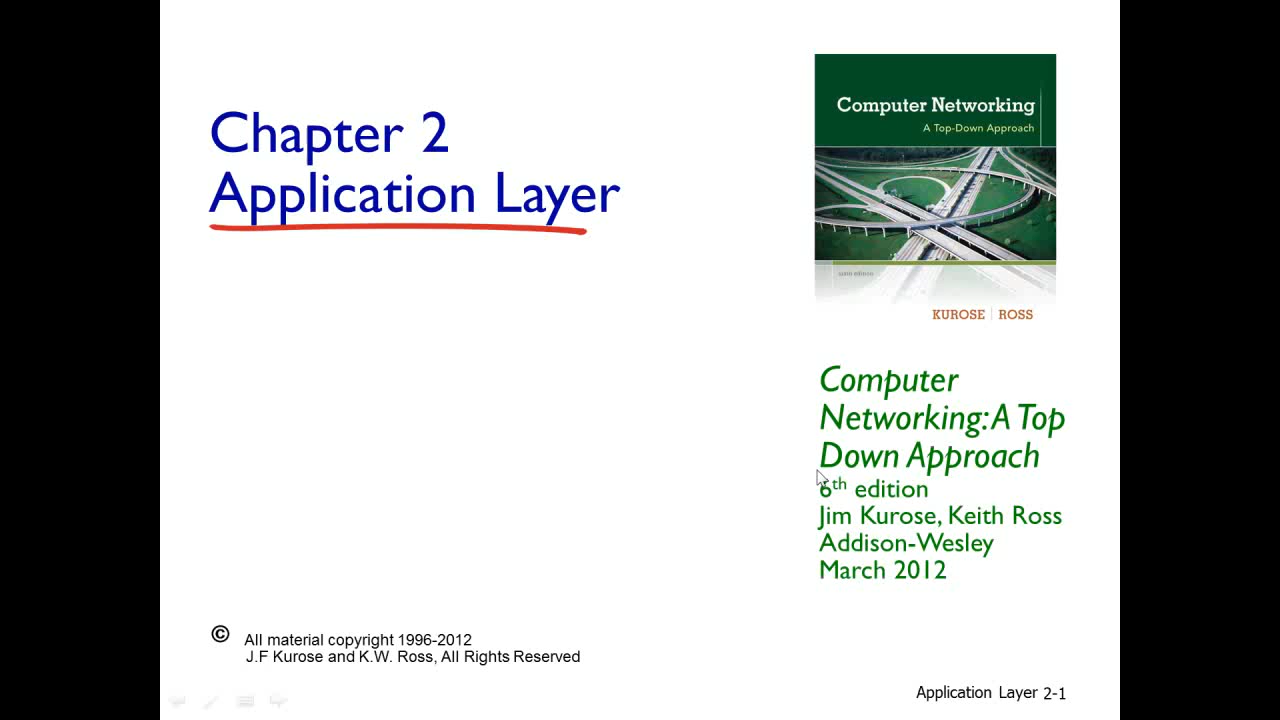 Chapter 2
Application Layer
Computer Networking
A Top-Down Approach
sixth edition
KUROSE | ROSS
Computer
Networking: A Top
Down Approach
6th edition
Jim Kurose, Keith Ross
Addison-Wesley
March 2012
© All material copyright 1996-2012
J.F Kurose and K.W. Ross, All Rights Reserved
Application Layer 2-1